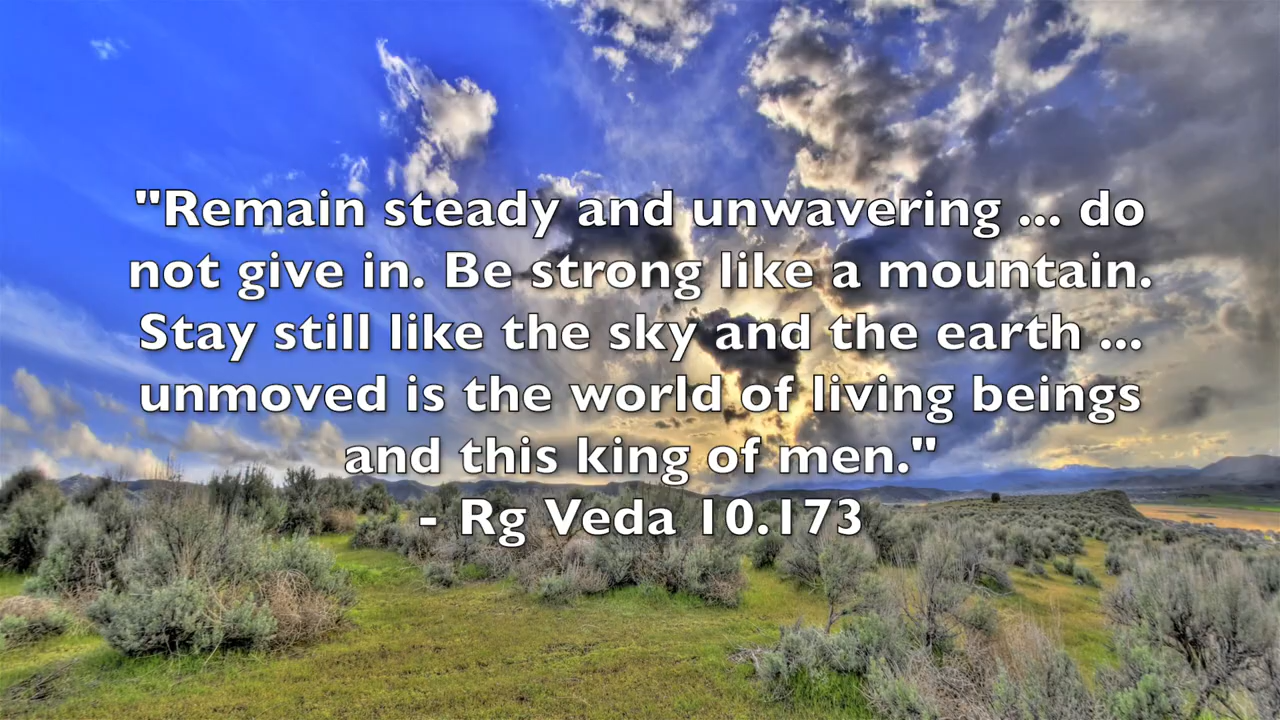 "Remain steady and unwavering ... do
not give in. Be strong like a mountain.
Stay still like the sky and the earth ...
unmoved is the world of living beings
and this king of men."
- Rg Veda 10.173